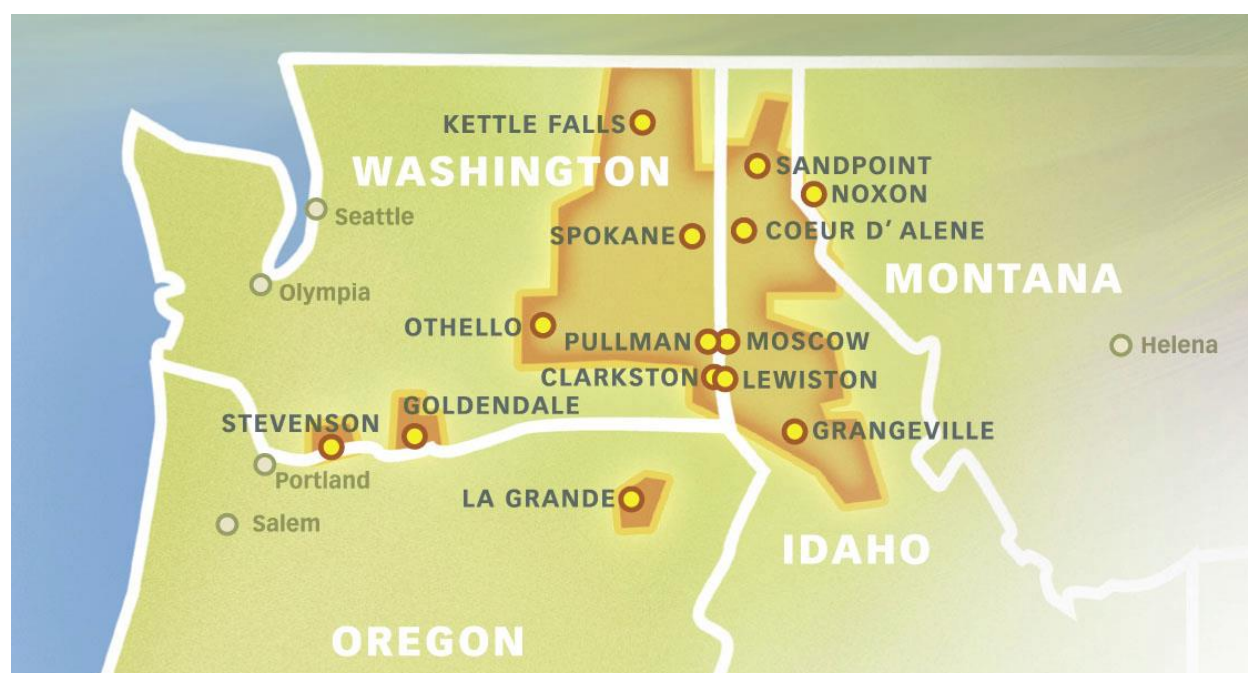 KETTLE FALLS
WASHINGTON
SANDPOINT
NOXON
Seattle
SPOKANE
COEUR D' ALENE
MONTANA
Olympia
OTHELLO
PULLMAN
MOSCOW
Helena
CLARKSTON
LEWISTON
GOLDENDALE
STEVENSON
GRANGEVILLE
Portland
LA GRANDE
Salem
IDAHO
OREGON